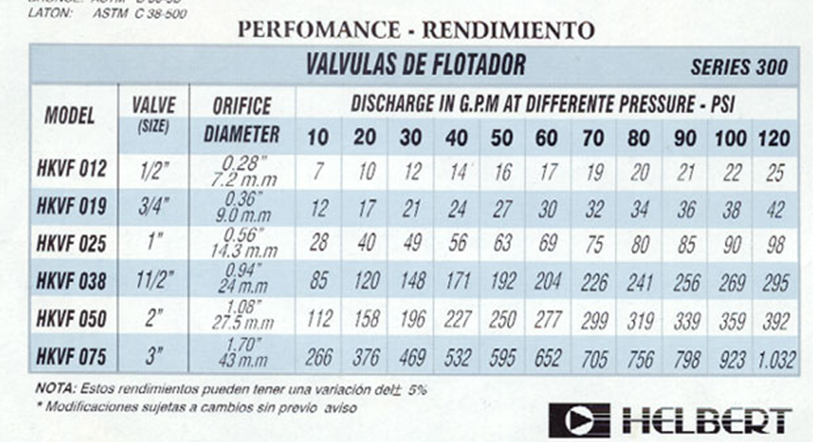 LATON: ASTM C 38-500
PERFOMANCE - RENDIMIENTO
VALVULAS DE FLOTADOR SERIES 300
MODEL VALVE (SIZE) ORIFICE DIAMETER DISCHARGE IN G.P.M AT DIFFERENTE PRESSURE - PSI
10 20 30 40 50 60 70 80 90 100 120
HKVF 012 1/2" 0.28" 7.2 m.m 7 10 12 14 16 17 19 20 21 22 25
HKVF 019 3/4" 0.36" 9.0 m.m 12 17 21 24 27 30 32 34 36 38 42
HKVF 025 1" 0.56" 14.3 m.m 28 40 49 56 63 69 75 80 85 90 98
HKVF 038 11/2" 0.94" 24 m.m 85 120 148 171 192 204 226 241 256 269 295
HKVF 050 2" 1.08" 27.5 m.m 112 158 196 227 250 277 299 319 339 359 392
HKVF 075 3" 1.70" 43 m.m 266 376 469 532 595 652 705 756 798 923 1.032
NOTA: Estos rendimientos pueden tener una variación del± 5%
* Modificaciones sujetas a cambios sin previo aviso
HELBERT